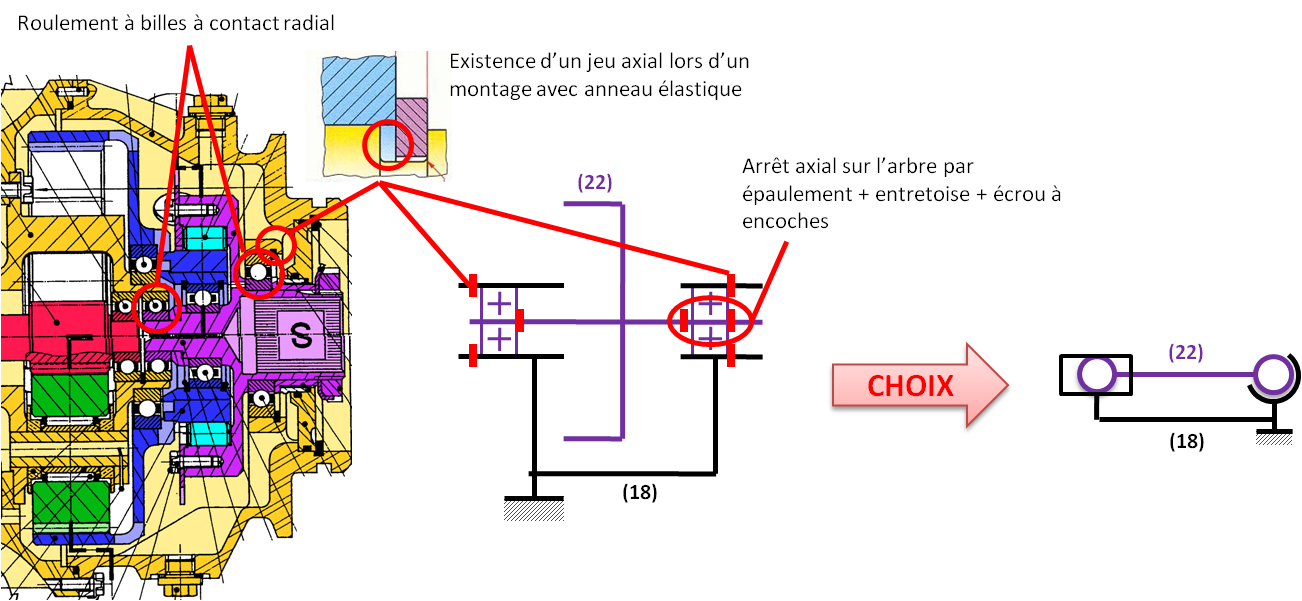 Roulement à billes à contact radial
Existence d’un jeu axial lors d’un
montage avec anneau élastique
Arrêt axial sur l’arbre par
épaulement + entretoise + écrou à
encoches
(22)
S
(18)
CHOIX
(22)
(18)